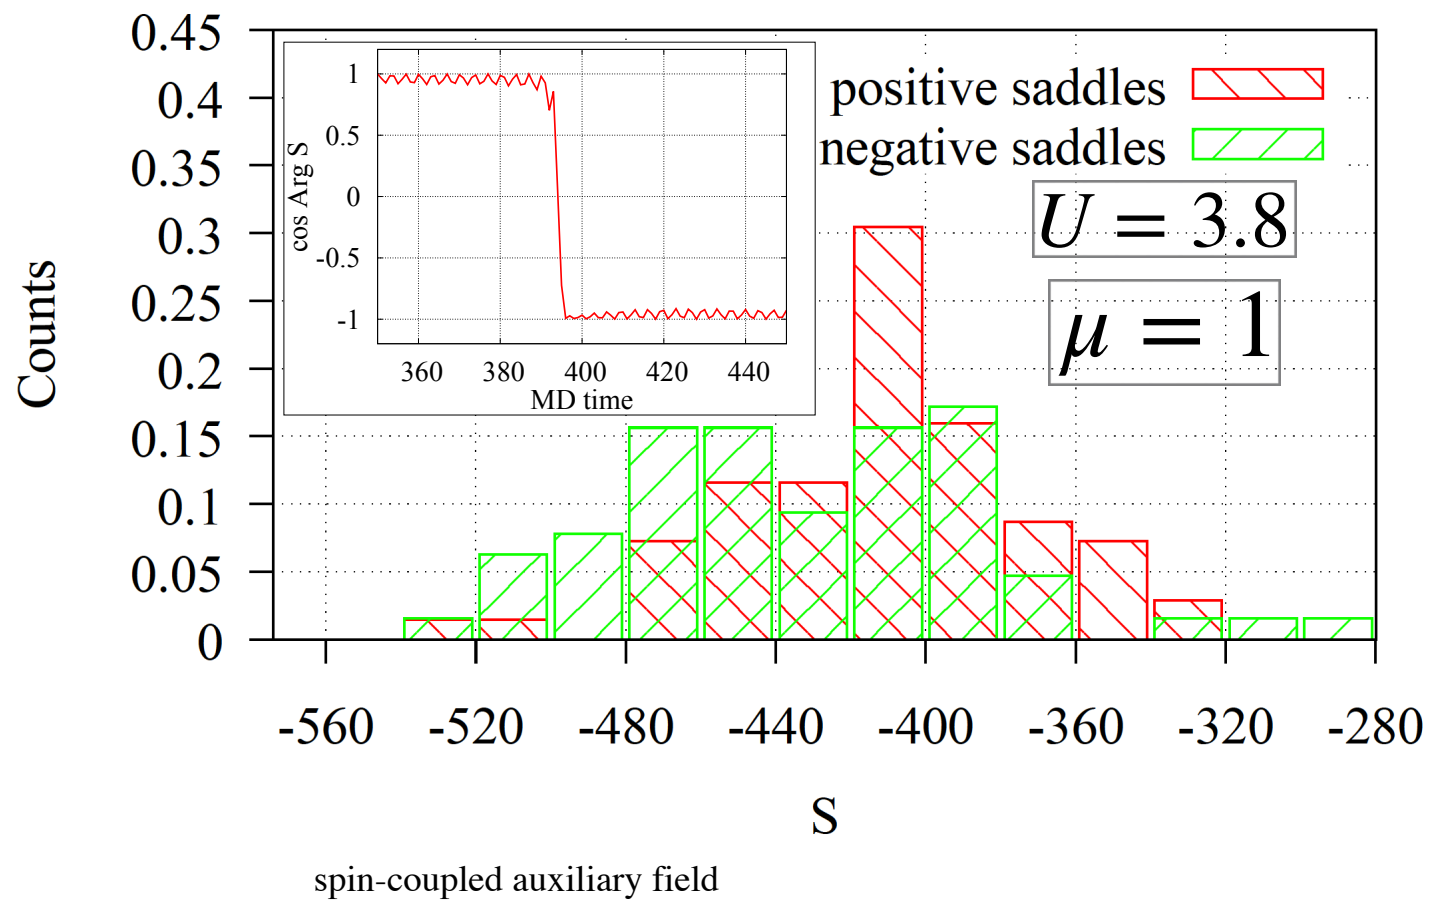 0.45
0.4
0.35
0.3
0.25
0.2
0.15
0.1
0.05
0
Counts
1
0.5
0
-0.5
-1
cos Arg S
360 380 400 420 440
MD time
positive saddles
negative saddles
U = 3.8
μ = 1
-560 -520 -480 -440 -400 -360 -320 -280
S
spin-coupled auxiliary field